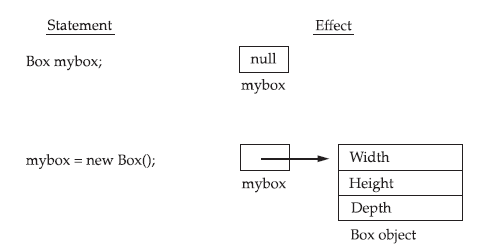 Statement Effect
Box mybox; null
mybox
mybox = new Box(); Width
mybox Height
Depth
Box object